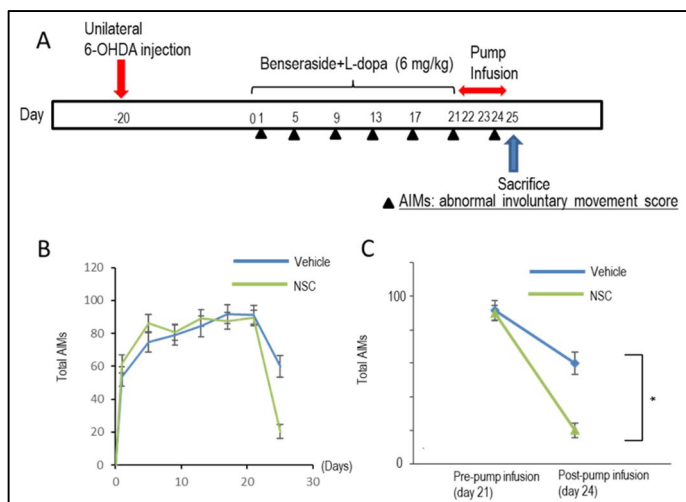 A
Unilateral
6-OHDA injection
Benseraside+L-dopa (6 mg/kg)
Pump
Infusion
Day
-20 0 1 5 9 13 17 21 22 23 24 25
Sacrifice
▲ AIMs: abnormal involuntary movement score
B
Vehicle
NSC
Total AIMs
120
100
80
60
40
20
0
0 10 20 30
(Days)
C
Vehicle
NSC
Total AIMs
100
0
*
Pre-pump infusion
(day 21)
Post-pump infusion
(day 24)